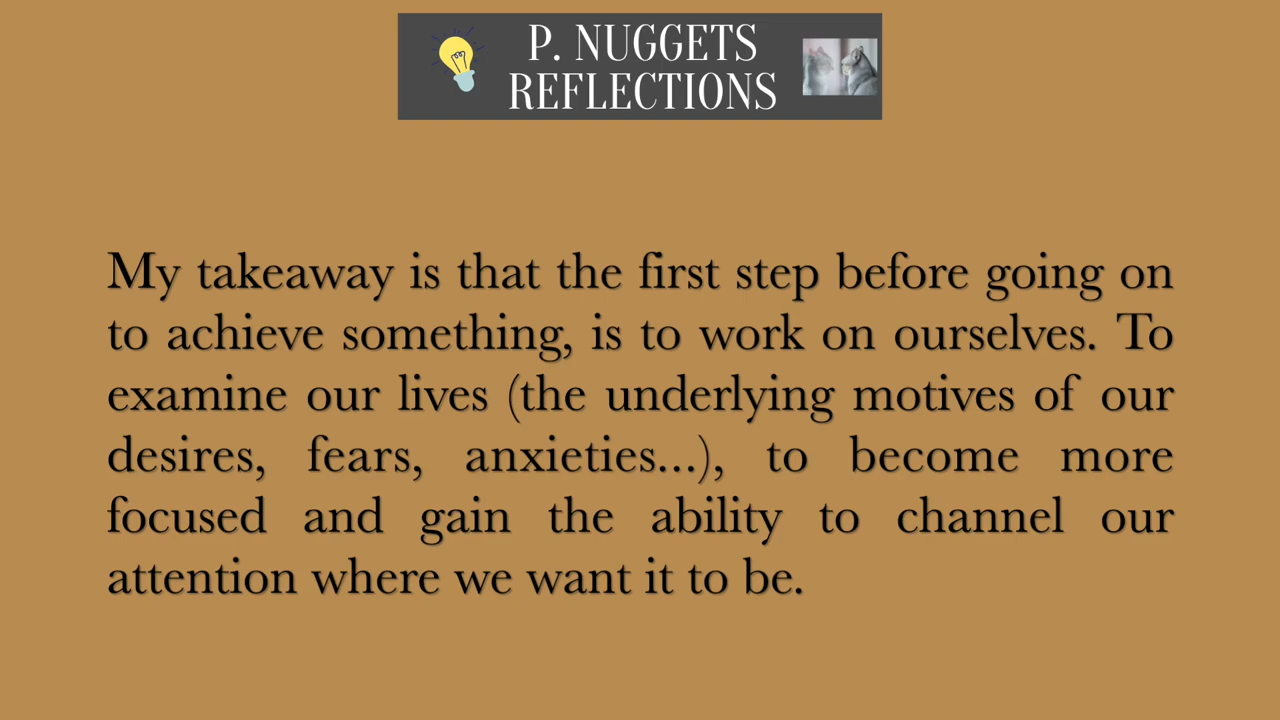 P. NUGGETS
REFLECTIONS
My takeaway is that the first step before going on
to achieve something, is to work on ourselves. To
examine our lives (the underlying motives of our
desires, fears, anxieties...), to become more
focused and gain the ability to channel our
attention where we want it to be.